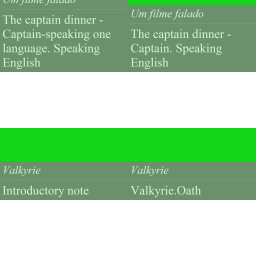 Um filme falado
The captain dinner -
Captain-speaking one
language. Speaking
English
Um filme falado
The captain dinner -
Captain. Speaking
English
Valkyrie
Introductory note
Valkyrie
Valkyrie.Oath